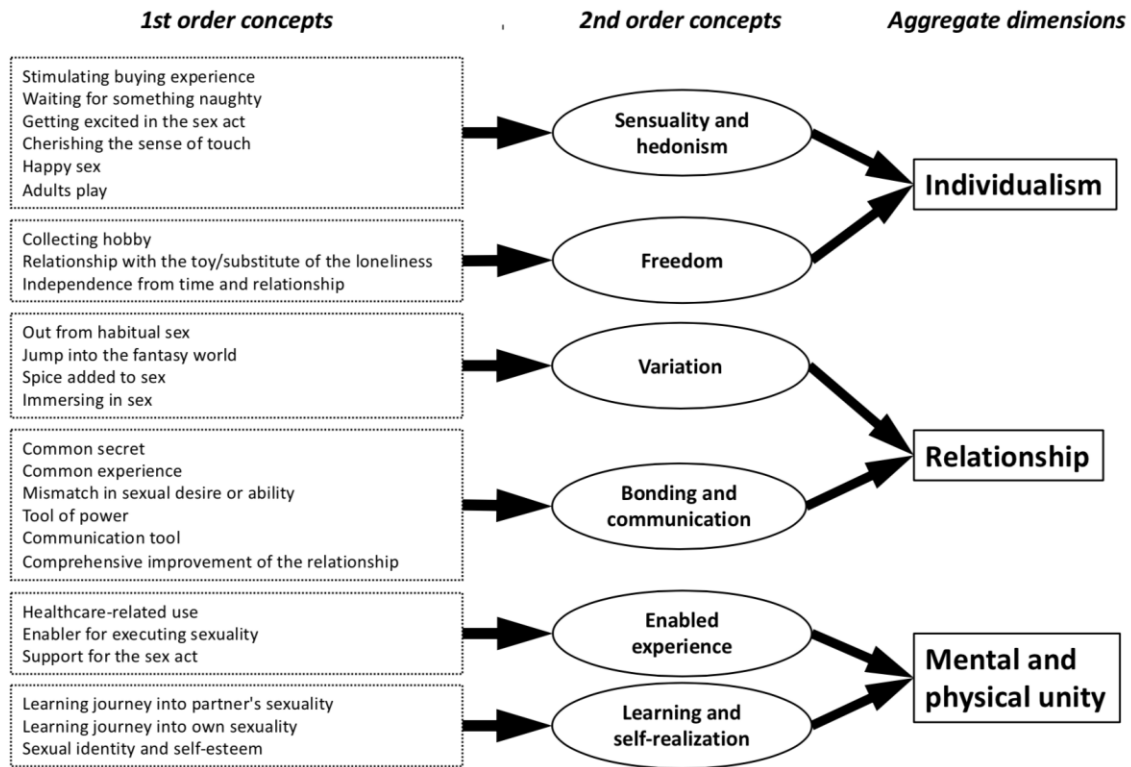 1st order concepts
2nd order concepts
Aggregate dimensions
Stimulating buying experience
Waiting for something naughty
Getting excited in the sex act
Cherishing the sense of touch
Happy sex
Adults play
Sensuality and
hedonism
Individualism
Collecting hobby
Relationship with the toy/substitute of the loneliness
Independence from time and relationship
Freedom
Out from habitual sex
Jump into the fantasy world
Spice added to sex
Immersing in sex
Variation
Relationship
Common secret
Common experience
Mismatch in sexual desire or ability
Tool of power
Communication tool
Comprehensive improvement of the relationship
Bonding and
communication
Healthcare-related use
Enabler for executing sexuality
Support for the sex act
Enabled
experience
Mental and
physical unity
Learning journey into partner's sexuality
Learning journey into own sexuality
Sexual identity and self-esteem
Learning and
self-realization